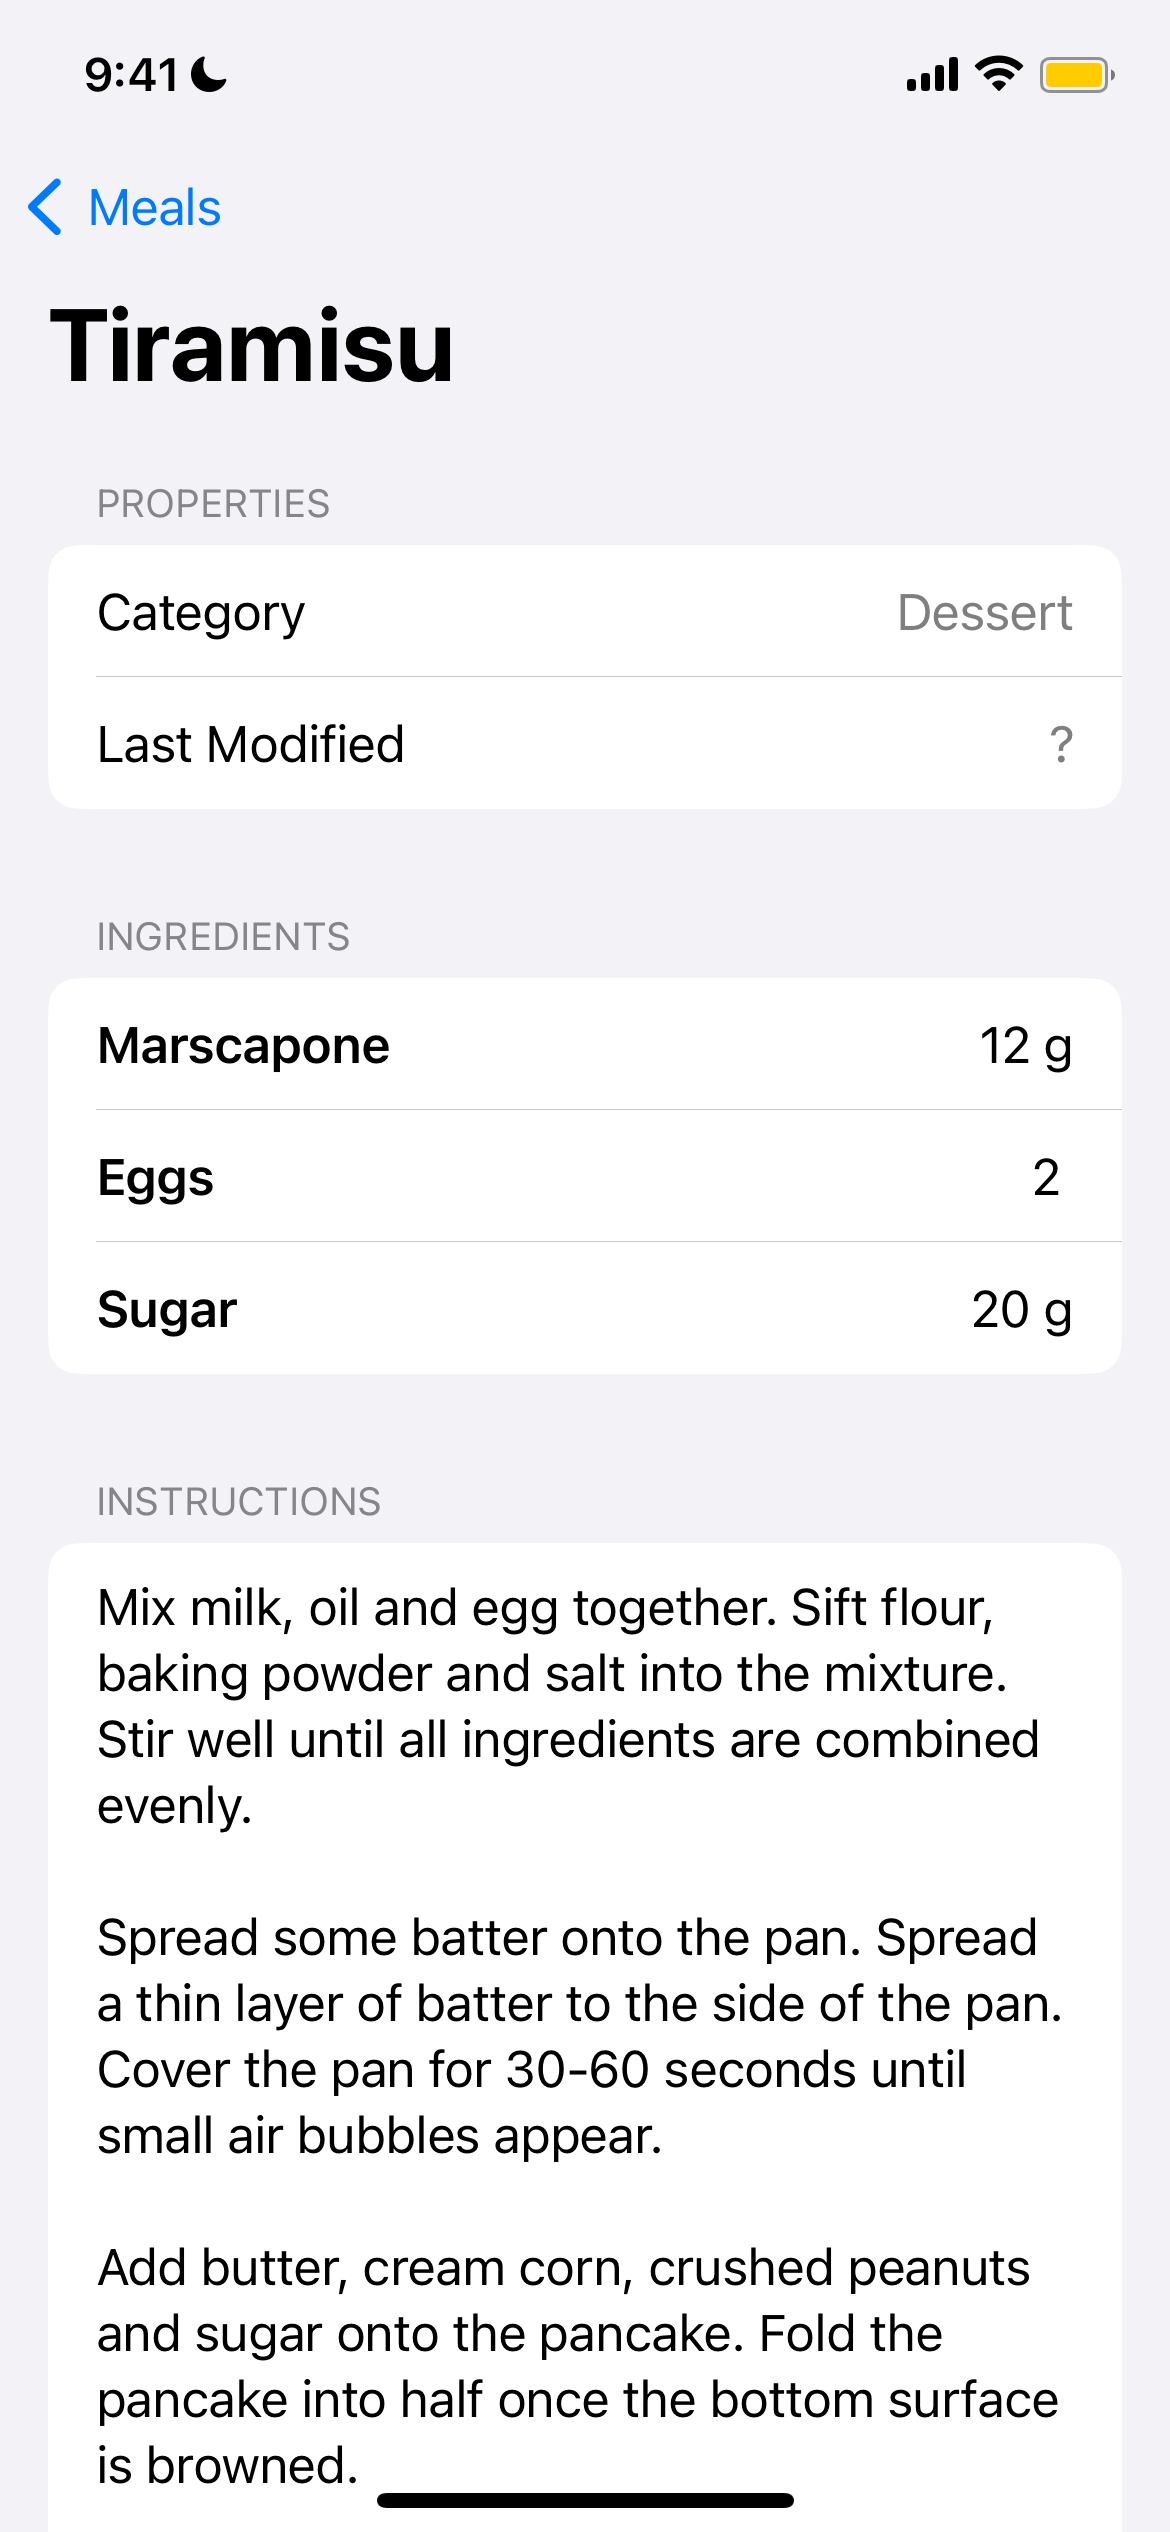 9:41
Meals
Tiramisu
PROPERTIES
Category Dessert
Last Modified ?
INGREDIENTS
Marscapone 12 g
Eggs 2
Sugar 20 g
INSTRUCTIONS
Mix milk, oil and egg together. Sift flour,
baking powder and salt into the mixture.
Stir well until all ingredients are combined
evenly.
Spread some batter onto the pan. Spread
a thin layer of batter to the side of the pan.
Cover the pan for 30-60 seconds until
small air bubbles appear.
Add butter, cream corn, crushed peanuts
and sugar onto the pancake. Fold the
pancake into half once the bottom surface
is browned.